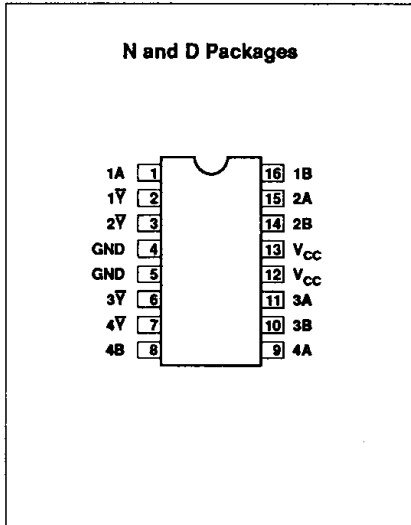 N and D Packages
1A 1 16 1B
1Y̅ 2 15 2A
2Y̅ 3 14 2B
GND 4 13 VCC
GND 5 12 VCC
3Y̅ 6 11 3A
4Y̅ 7 10 3B
4B 8 9 4A